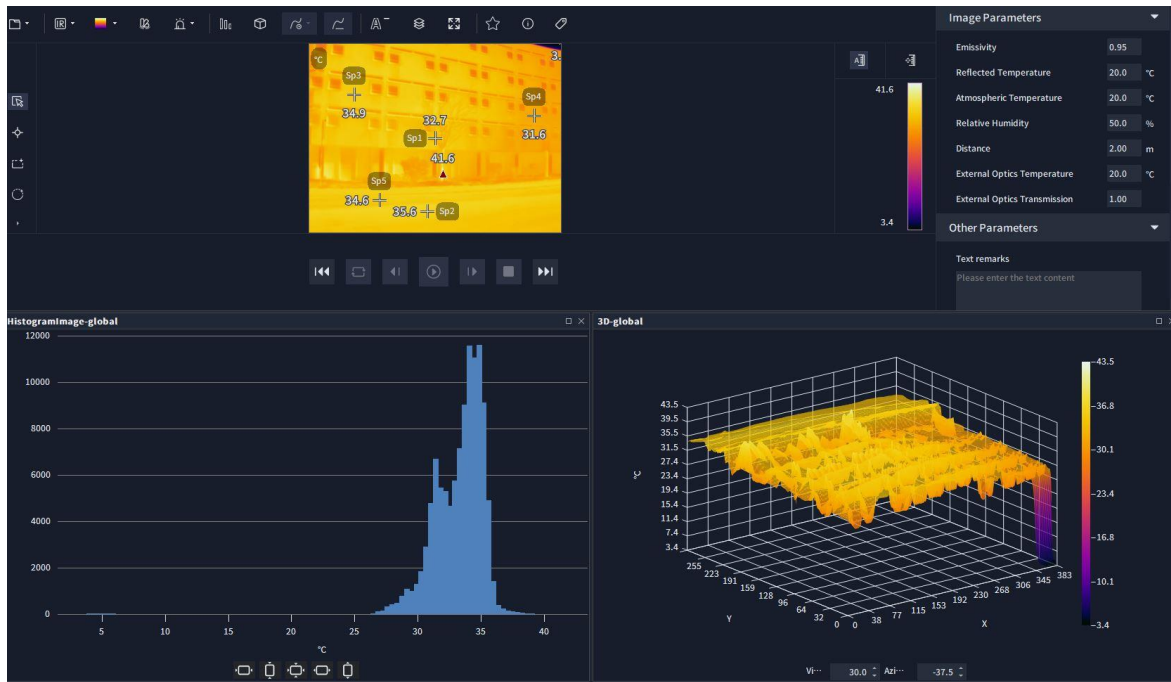 IR
A
Image Parameters
Emissivity 0.95
Reflected Temperature 20.0 °C
Atmospheric Temperature 20.0 °C
Relative Humidity 50.0 %
Distance 2.00 m
External Optics Temperature 20.0 °C
External Optics Transmission 1.00
Other Parameters
Text remarks
Please enter the text content
°C
3.
Sp3
34.9
Sp4
31.6
32.7
Sp1
41.6
Sp5
34.6
35.6 Sp2
A
41.6
3.4
HistogramImage-global
12000
10000
8000
6000
4000
2000
0
5 10 15 20 25 30 35 40
°C
3D-global
43.5
39.5
35.5
31.5
27.4
23.4
19.4
15.4
11.4
7.4
3.4
°C
255 223 191 159 128 96 64 32 0
Y
0 38 77 115 153 192 230 268 306 345 383
X
43.5
36.8
30.1
23.4
16.8
10.1
3.4
Vi··· 30.0 Azi··· -37.5